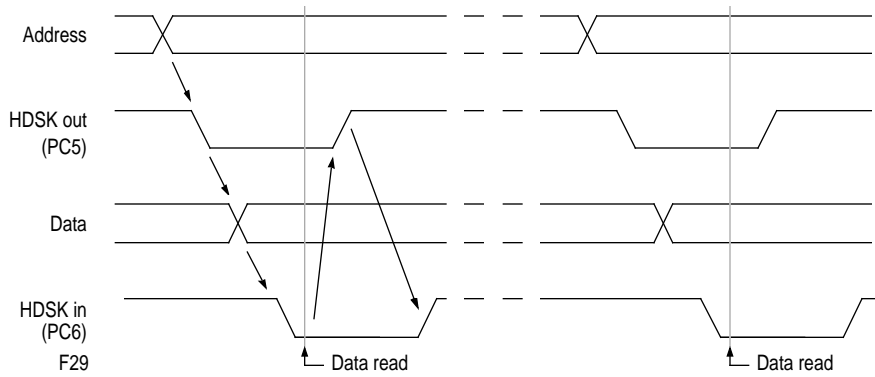 Address
HDSK out
(PC5)
Data
HDSK in
(PC6)
F29
Data read
Data read